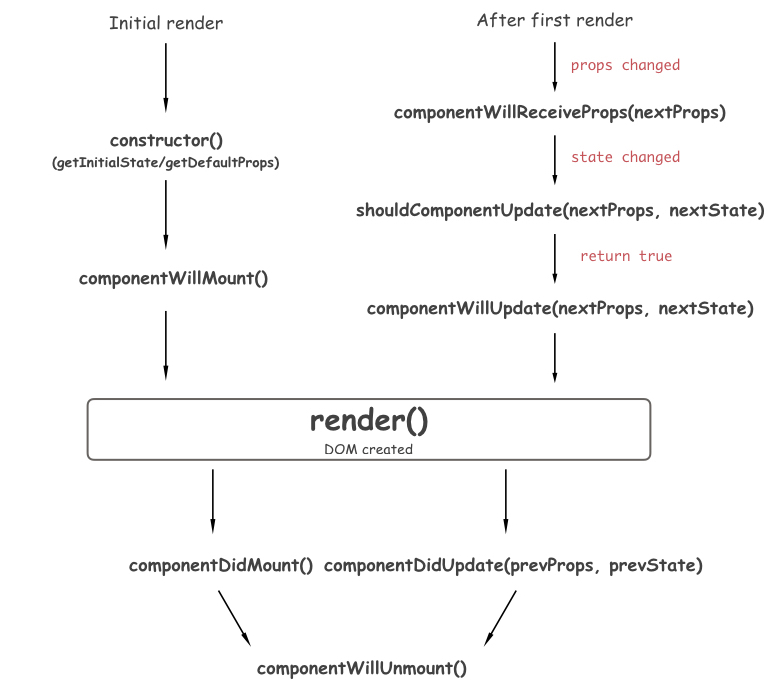 Initial render
After first render
props changed
componentWillReceiveProps(nextProps)
constructor()
(getInitialState/getDefaultProps)
state changed
shouldComponentUpdate(nextProps, nextState)
return true
componentWillMount()
componentWillUpdate(nextProps, nextState)
render()
DOM created
componentDidMount() componentDidUpdate(prevProps, prevState)
componentWillUnmount()